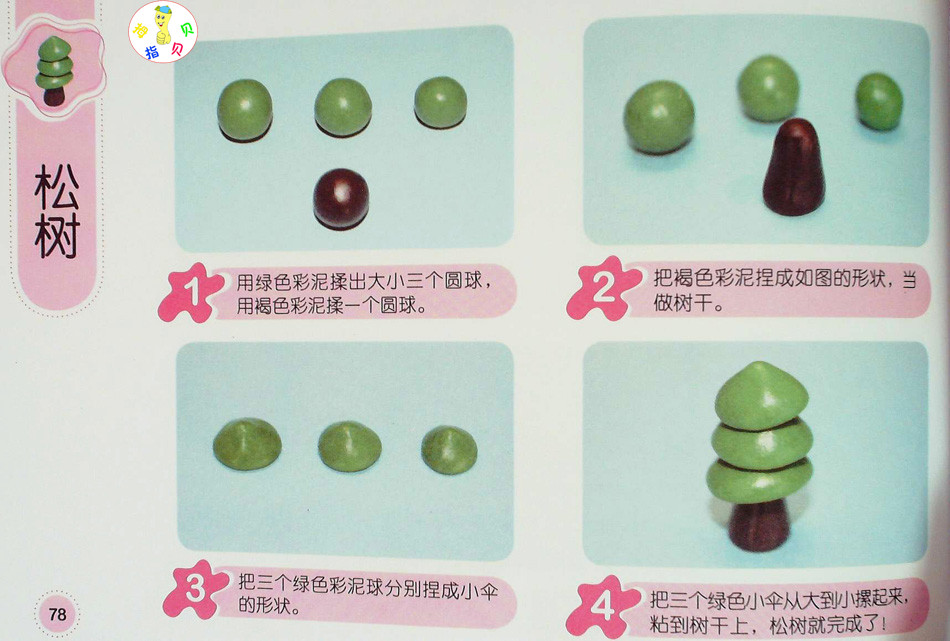 指贝
指贝
松树
1
用绿色彩泥揉出大小三个圆球，
用褐色彩泥揉一个圆球。
2
把褐色彩泥捏成如图的形状，当
做树干。
3
把三个绿色彩泥球分别捏成小伞
的形状。
4
把三个绿色小伞从大到小摞起来，
粘到树干上，松树就完成了！
78